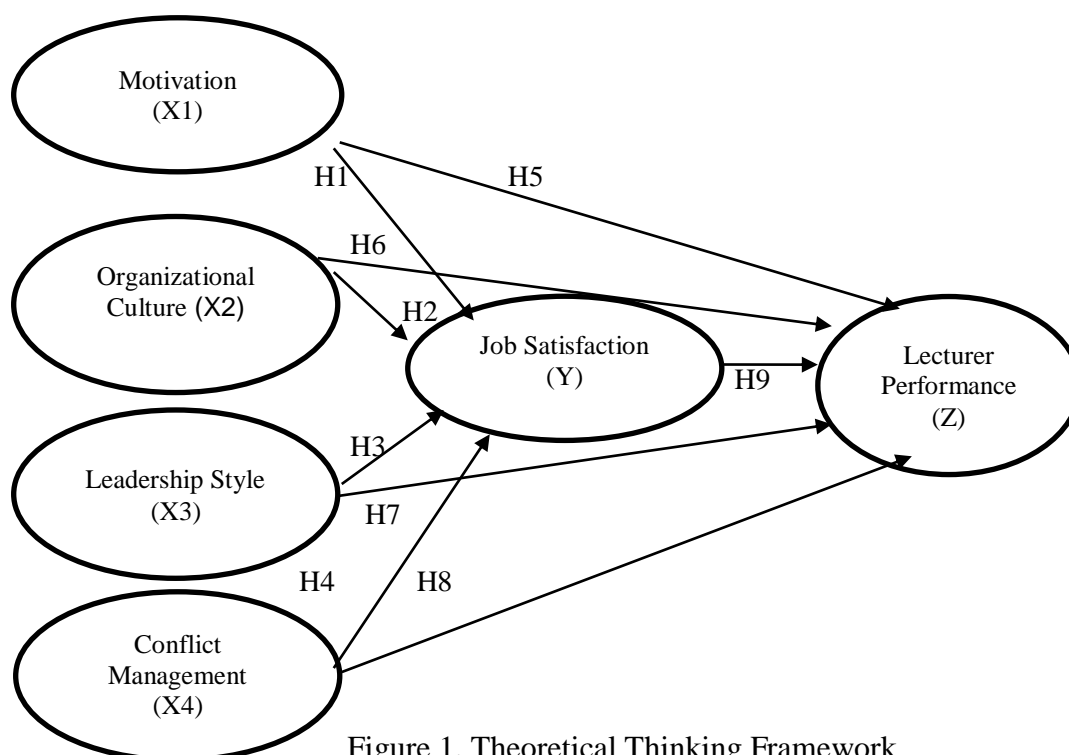 Motivation
(X1)
H1
H5
H6
Organizational
Culture (X2)
H2
Job Satisfaction
(Y)
H9
Lecturer
Performance
(Z)
H3
Leadership Style
(X3)
H7
H4
H8
Conflict
Management
(X4)
Figure 1. Theoretical Thinking Framework